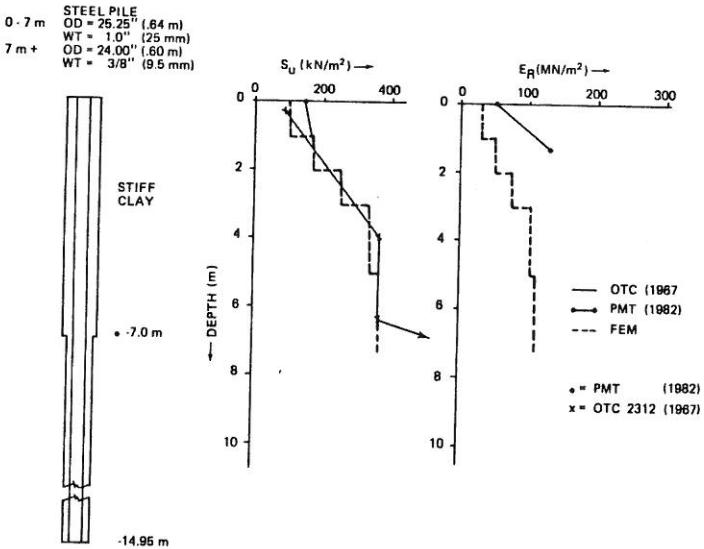 STEEL PILE
0 - 7 m OD = 25.25" (.64 m)
WT = 1.0" (25 mm)
7 m + OD = 24.00" (.60 m)
WT = 3/8" (9.5 mm)
STIFF
CLAY
-7.0 m
-14.95 m
S_U (kN/m²)
0 200 400
0
2
4
6
8
10
DEPTH (m)
E_R (MN/m²)
0 100 200 300
0
2
4
6
8
10
OTC (1967
PMT (1982)
FEM
= PMT (1982)
x = OTC 2312 (1967)